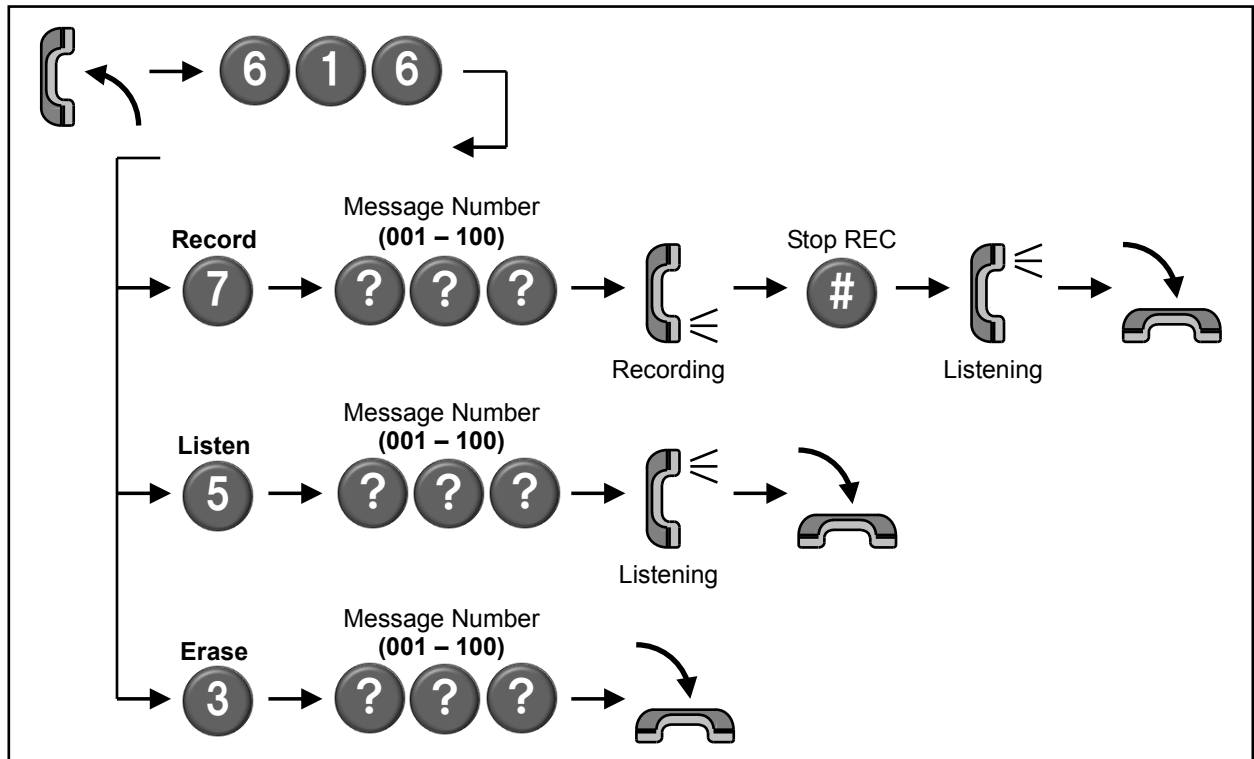 6 1 6
Message Number
(001 – 100)
Record
Stop REC
7 ? ? ? #
Recording
Listening
Message Number
(001 – 100)
Listen
5 ? ? ?
Listening
Message Number
(001 – 100)
Erase
3 ? ? ?